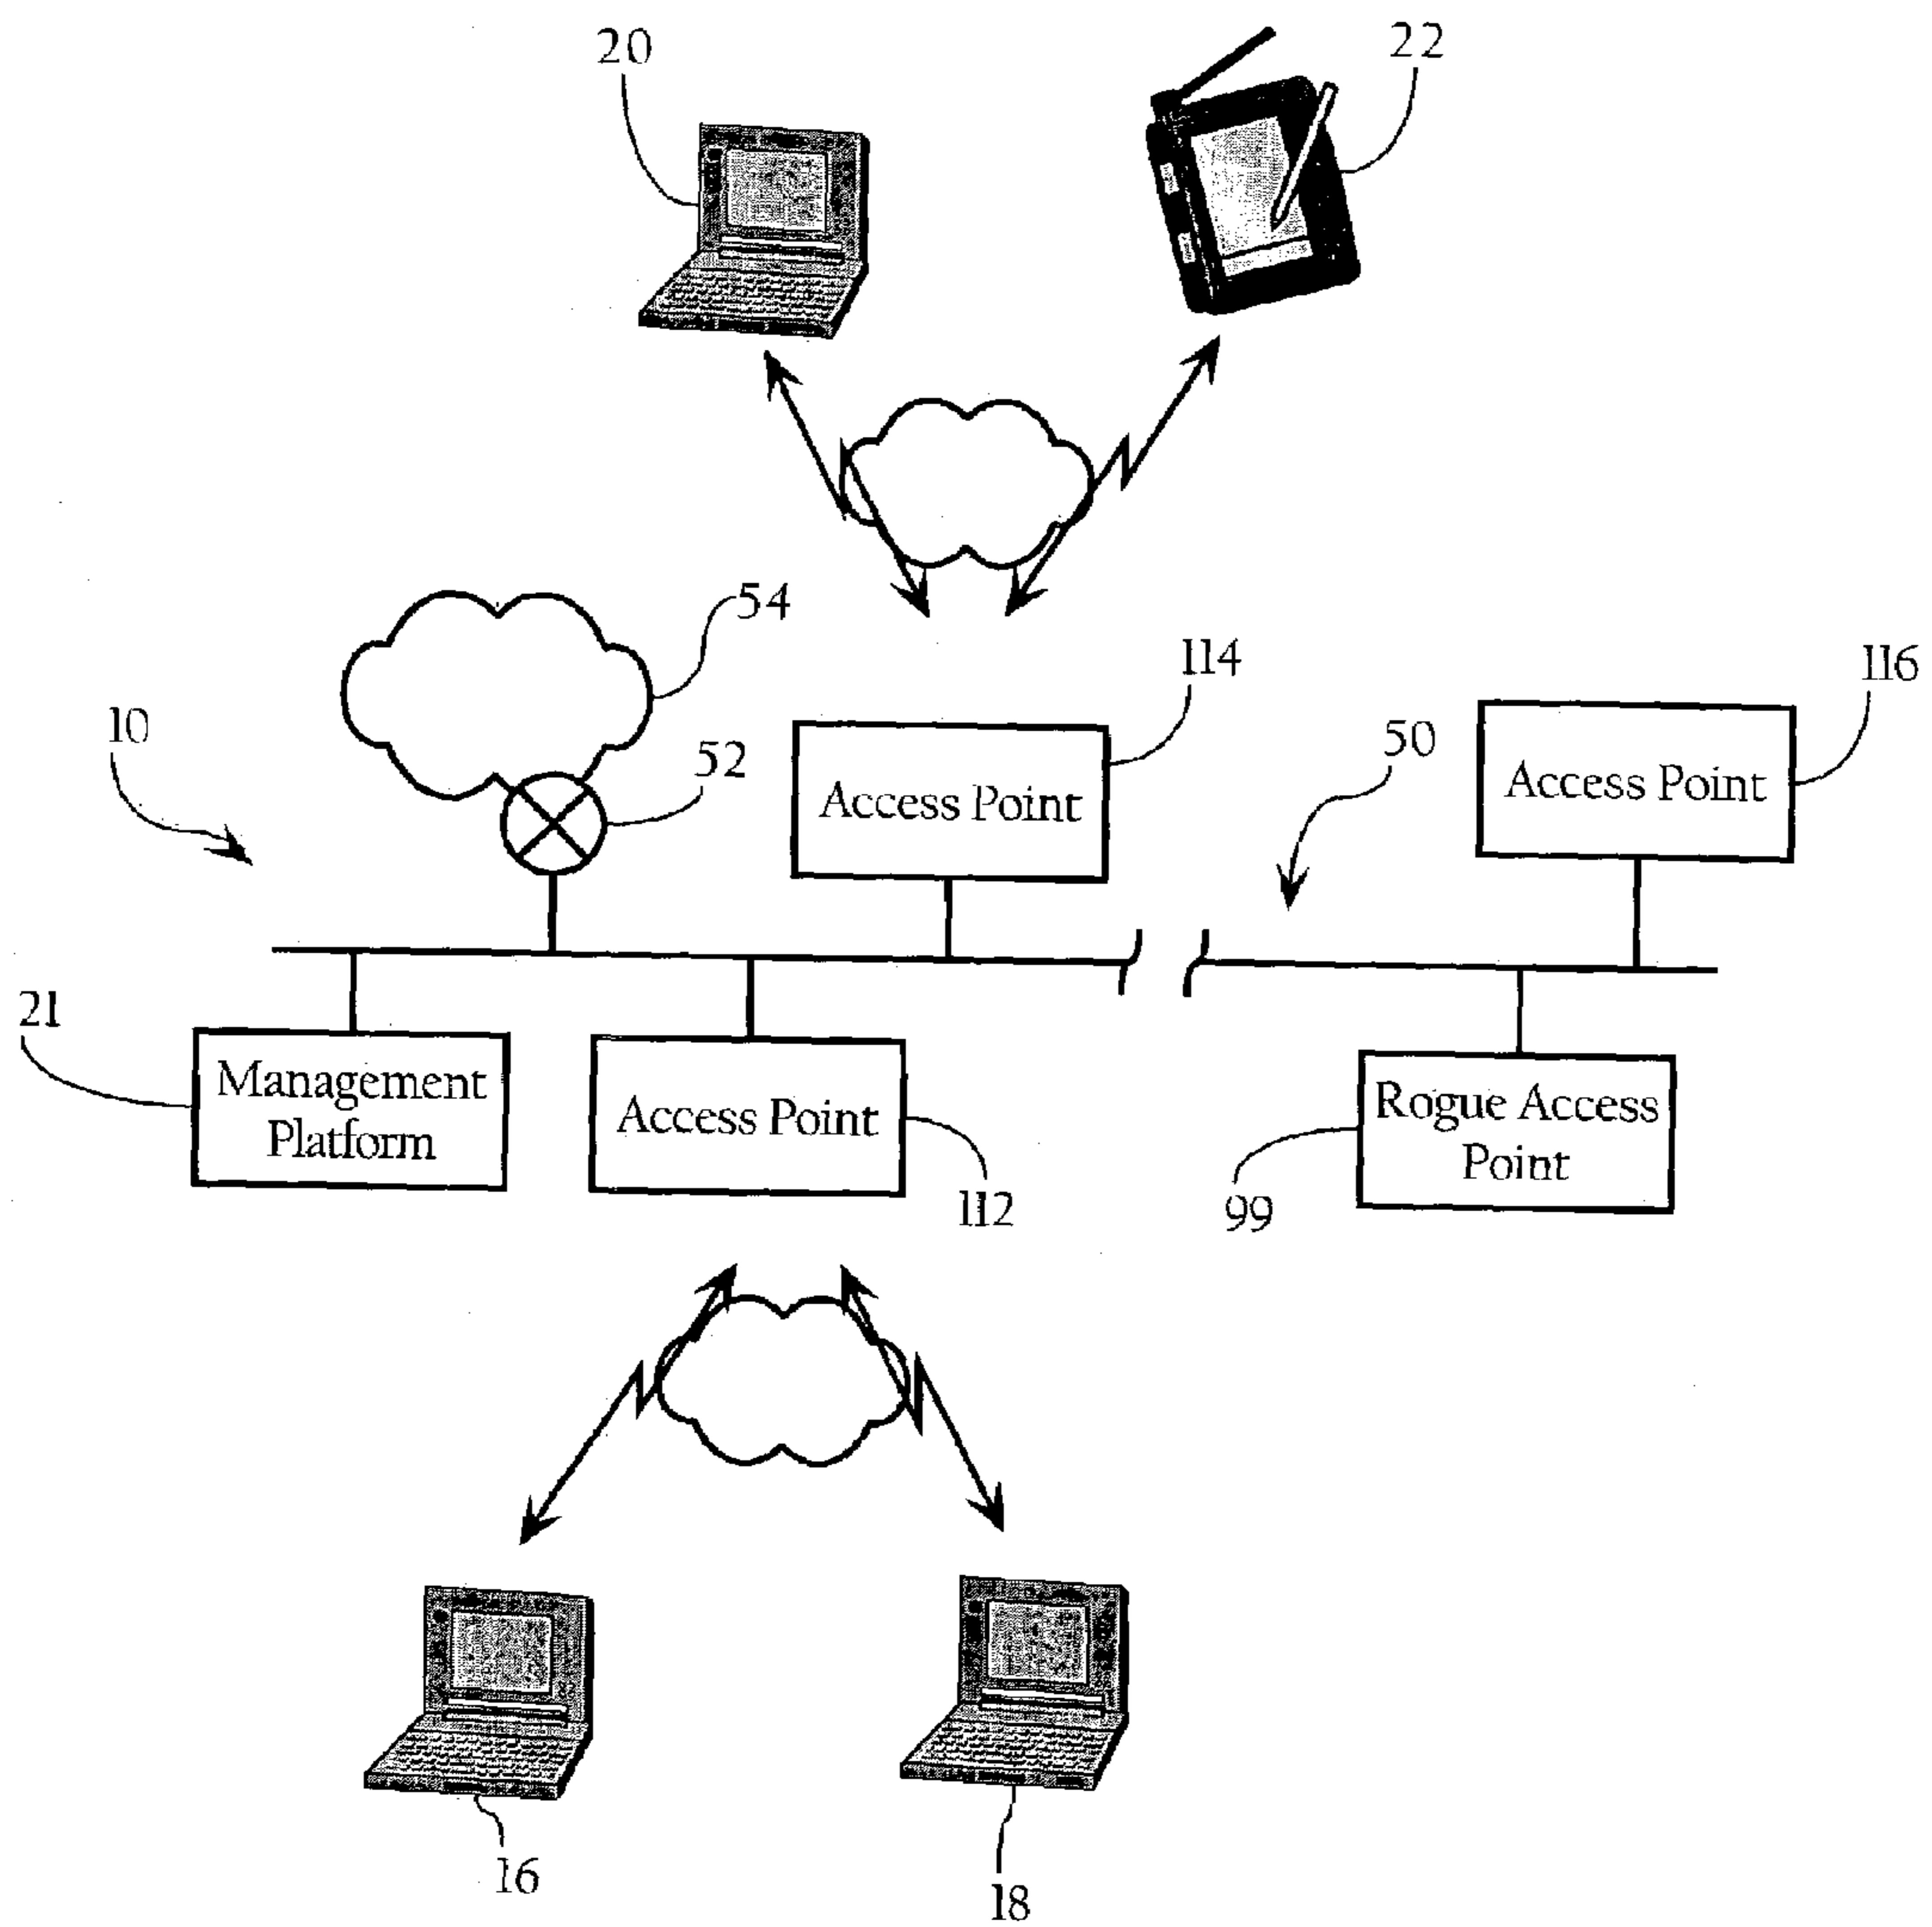 20
22
54
114
116
10
52
50
Access Point
Access Point
21
Management
Platform
Access Point
Rogue Access
Point
112
99
16
18